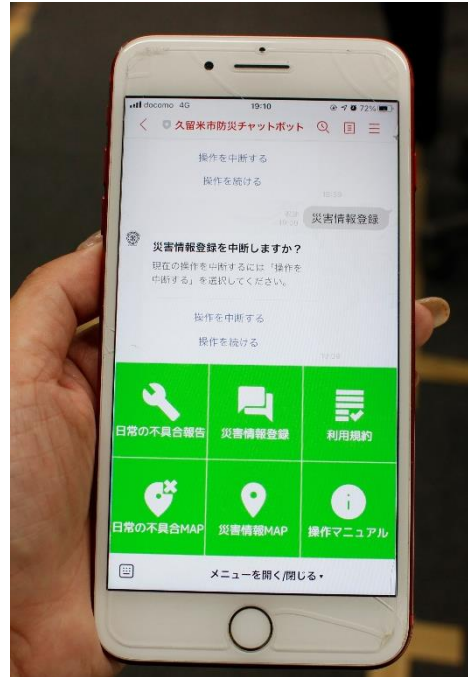 docomo 4G 19:10 72%
久留米市防災チャットボット
操作を中断する
操作を続ける
災害情報登録
災害情報登録を中断しますか？
現在の操作を中断するには「操作を
中断する」を選択してください。
操作を中断する
操作を続ける
日常の不具合報告 災害情報登録 利用規約
日常の不具合MAP 災害情報MAP 操作マニュアル
メニューを開く/閉じる